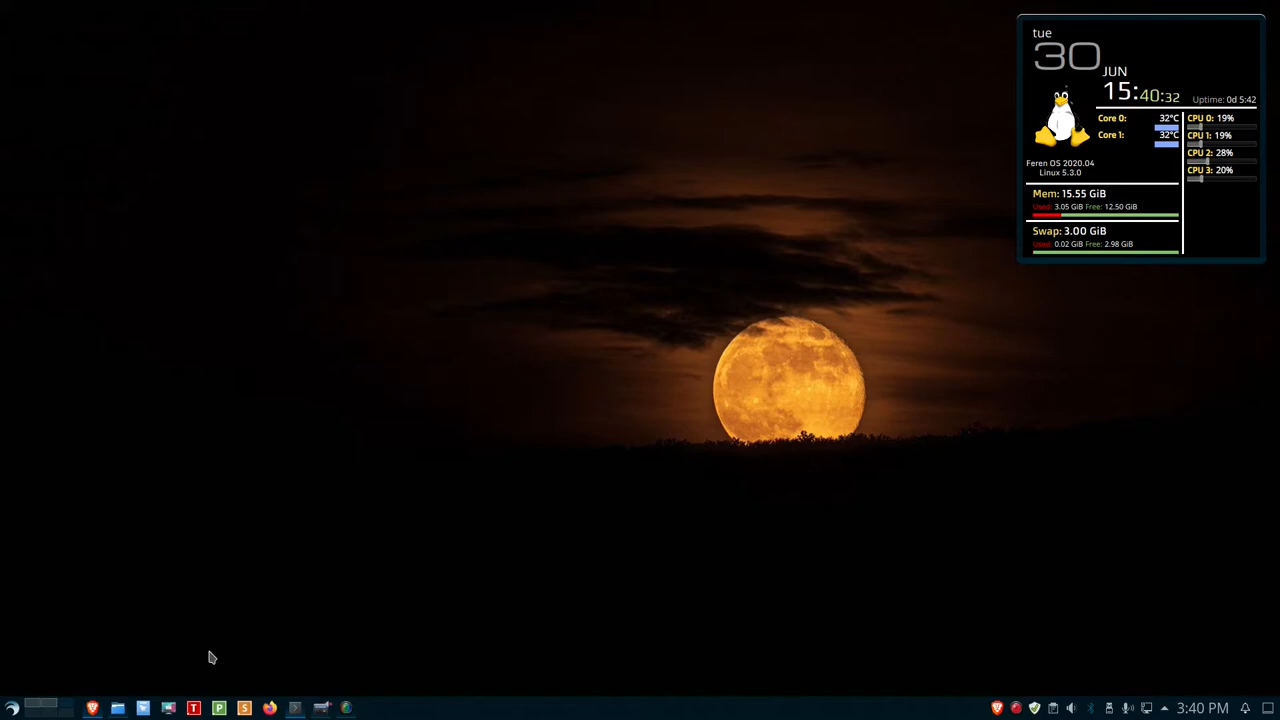 tue
30
JUN
15:40:32
Uptime: 0d 5:42
Core 0: 32°C
Core 1: 32°C
CPU 0: 19%
CPU 1: 19%
CPU 2: 28%
CPU 3: 20%
Feren OS 2020.04
Linux 5.3.0
Mem: 15.55 GiB
Used: 3.05 GiB Free: 12.50 GiB
Swap: 3.00 GiB
Used: 0.02 GiB Free: 2.98 GiB
T P S
3:40 PM